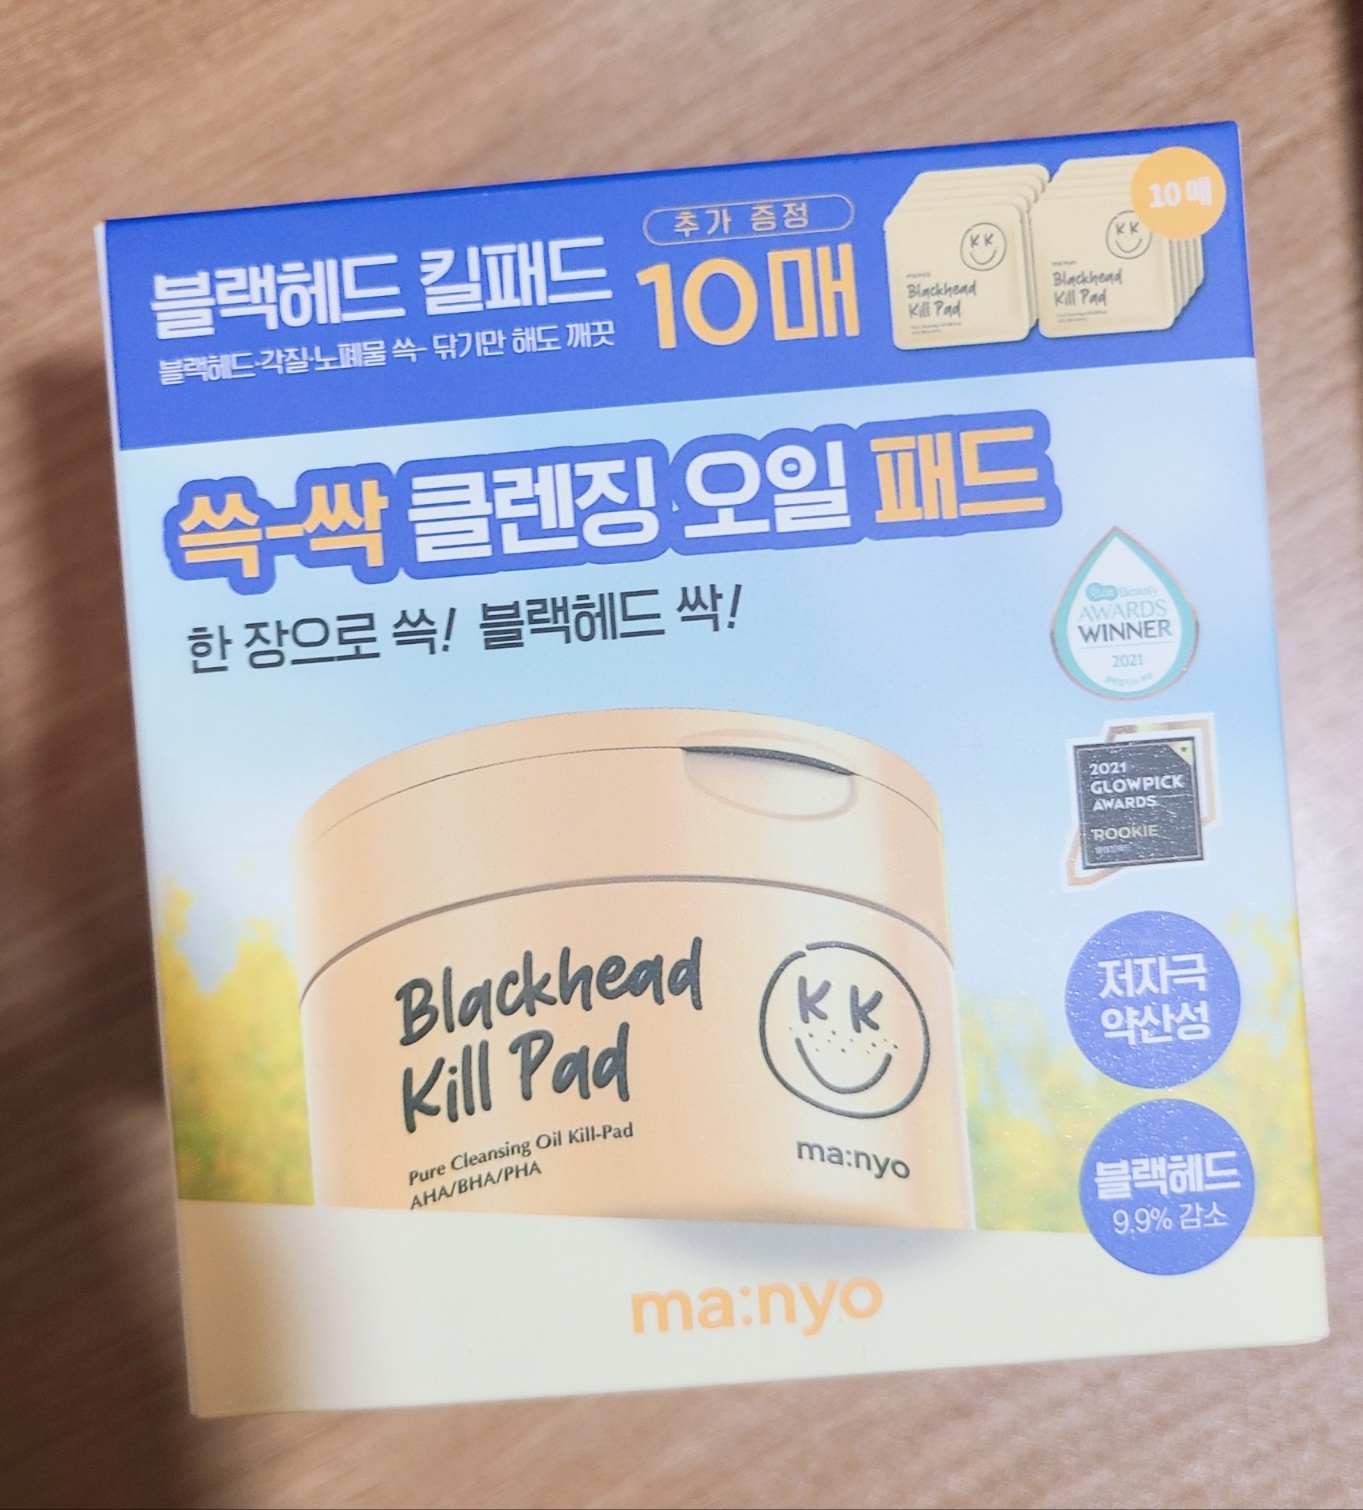 블랙헤드 킬패드
블랙헤드·각질·노폐물 쓱- 닦기만 해도 깨끗
추가 증정
10매
10매
Blackhead
Kill Pad
Blackhead
Kill Pad
쓱-싹 클렌징 오일 패드
한 장으로 쓱! 블랙헤드 싹!
Beauty
AWARDS
WINNER
2021
2021
GLOWPICK
AWARDS
ROOKIE
저자극
약산성
블랙헤드
9.9% 감소
Blackhead
Kill Pad
Pure Cleansing Oil Kill-Pad
AHA/BHA/PHA
K K
ma:nyo
ma:nyo